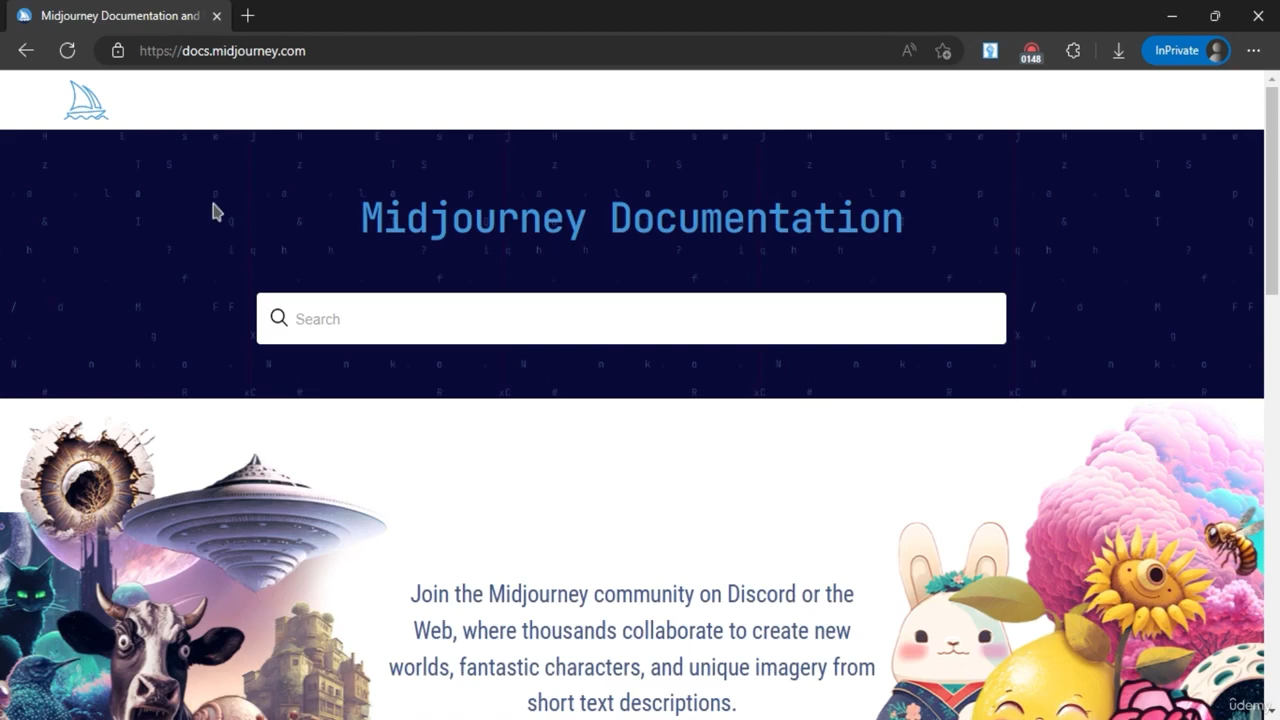 Midjourney Documentation and
https://docs.midjourney.com
0148
InPrivate
Midjourney Documentation
Search
Join the Midjourney community on Discord or the
Web, where thousands collaborate to create new
worlds, fantastic characters, and unique imagery from
short text descriptions.
udemy